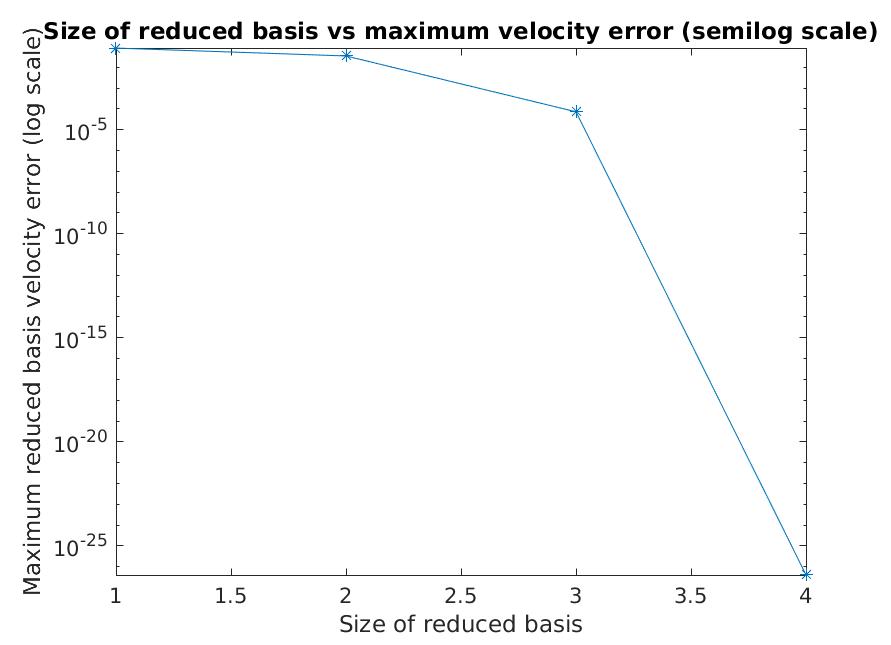 Size of reduced basis vs maximum velocity error (semilog scale)
Maximum reduced basis velocity error (log scale)
10^-5
10^-10
10^-15
10^-20
10^-25
1 1.5 2 2.5 3 3.5 4
Size of reduced basis